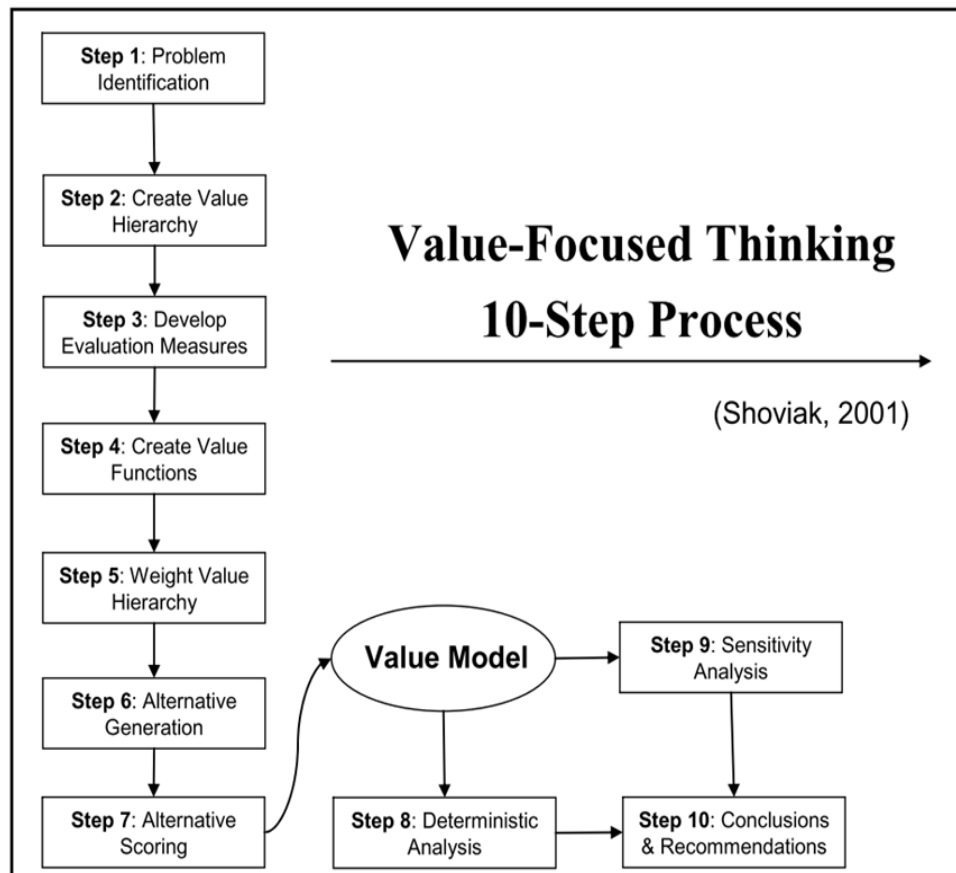 Step 1: Problem
Identification
Step 2: Create Value
Hierarchy
Step 3: Develop
Evaluation Measures
Step 4: Create Value
Functions
Step 5: Weight Value
Hierarchy
Step 6: Alternative
Generation
Step 7: Alternative
Scoring
Value-Focused Thinking
10-Step Process
(Shoviak, 2001)
Value Model
Step 8: Deterministic
Analysis
Step 9: Sensitivity
Analysis
Step 10: Conclusions
& Recommendations